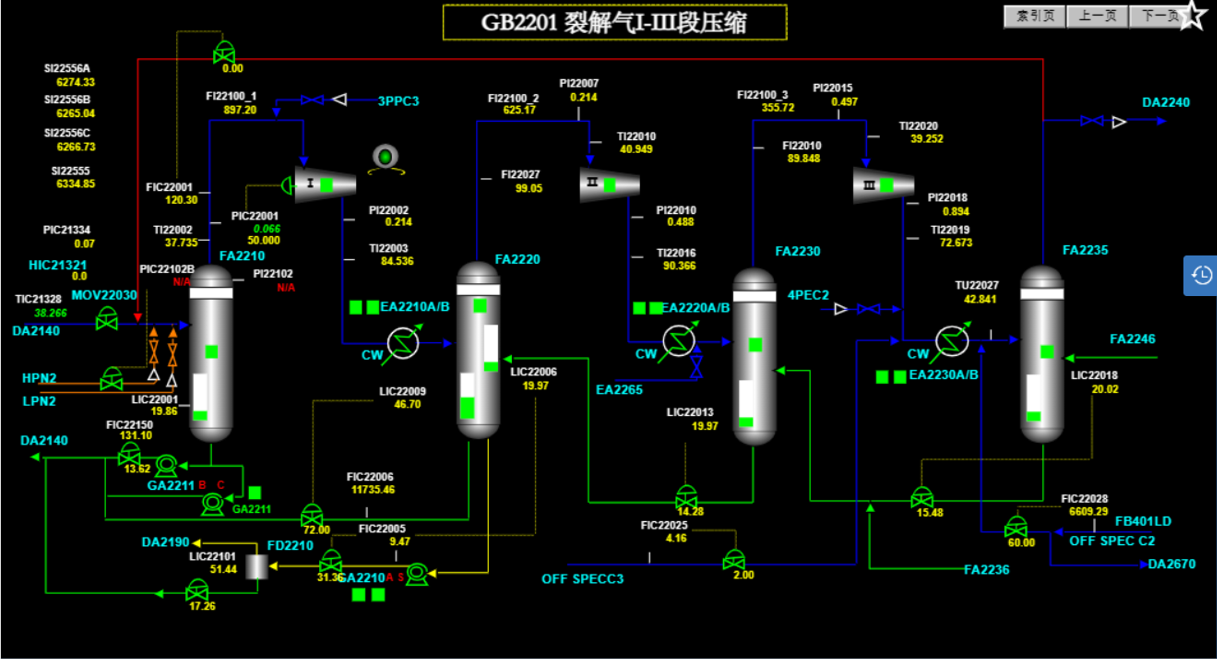 GB2201 裂解气I-III段压缩
索引页 上一页 下一页
SI22556A
6274.33
SI22556B
6265.04
SI22556C
6266.73
SI22555
6334.85
0.00
FI22100_1
897.20
3PPC3
FIC22001
120.30
TI22002
37.735
PIC22001
0.066
50.000
I
PI22002
0.214
TI22003
84.536
PIC21334
0.07
HIC21321
0.0
TIC21328
38.266
MOV22030
DA2140
PIC22102B
N/A
FA2210
PI22102
N/A
HPN2
LPN2
LIC22001
19.86
FIC22150
131.10
DA2140
13.62
GA2211 B C
GA2211
EA2210A/B
CW
FI22100_2
625.17
PI22007
0.214
TI22010
40.949
FI22027
99.05
II
PI22010
0.488
TI22016
90.366
FA2220
EA2220A/B
CW
EA2265
LIC22006
19.97
LIC22009
46.70
FIC22006
11735.46
72.00
FIC22005
9.47
31.36
GA2210 A S
DA2190
FD2210
LIC22101
51.44
17.26
FI22100_3
355.72
PI22015
0.497
TI22020
39.252
FI22010
89.848
III
PI22018
0.894
TI22019
72.673
FA2230
4PEC2
LIC22013
19.97
14.28
FIC22025
4.16
2.00
OFF SPECC3
TU22027
42.841
CW
EA2230A/B
DA2240
FA2235
FA2246
LIC22018
20.02
15.48
FIC22028
6609.29
60.00
FB401LD
OFF SPEC C2
DA2670
FA2236